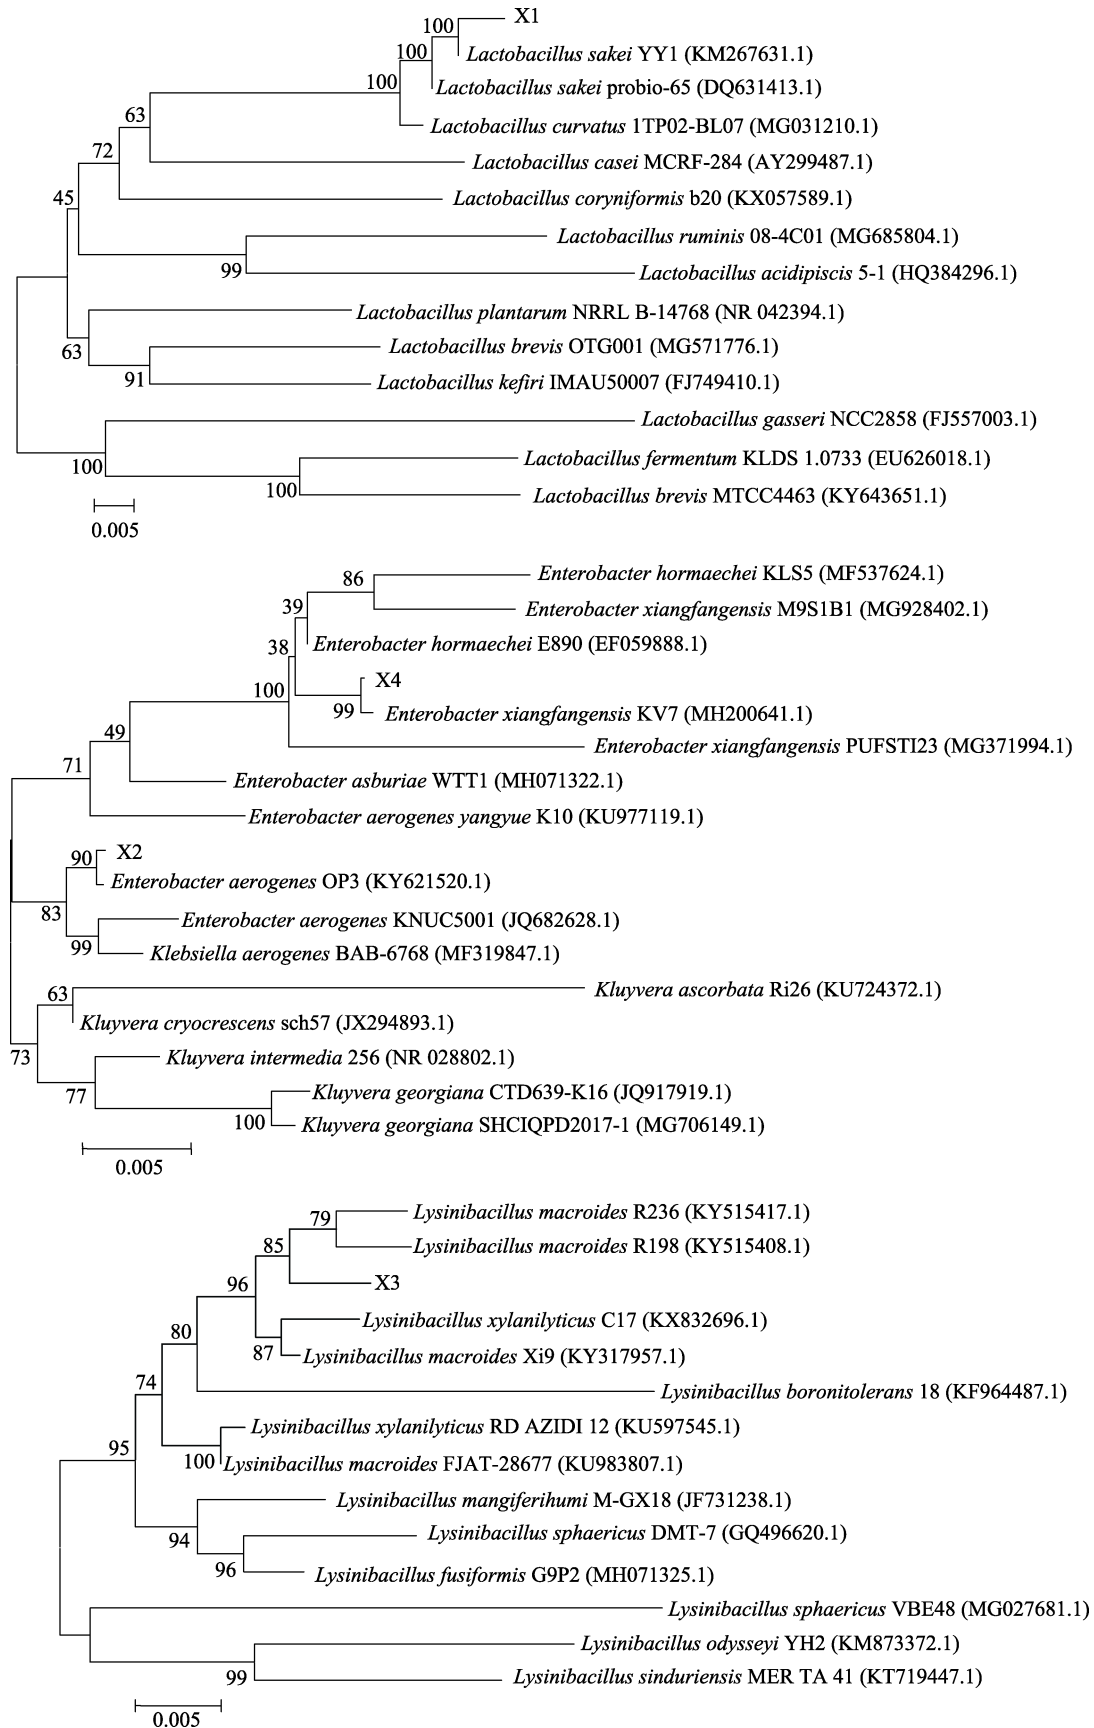 X1
100
Lactobacillus sakei YY1 (KM267631.1)
100
Lactobacillus sakei probio-65 (DQ631413.1)
100
Lactobacillus curvatus 1TP02-BL07 (MG031210.1)
63
Lactobacillus casei MCRF-284 (AY299487.1)
72
Lactobacillus coryniformis b20 (KX057589.1)
45
Lactobacillus ruminis 08-4C01 (MG685804.1)
99
Lactobacillus acidipiscis 5-1 (HQ384296.1)
Lactobacillus plantarum NRRL B-14768 (NR 042394.1)
63
Lactobacillus brevis OTG001 (MG571776.1)
91
Lactobacillus kefiri IMAU50007 (FJ749410.1)
Lactobacillus gasseri NCC2858 (FJ557003.1)
100
Lactobacillus fermentum KLDS 1.0733 (EU626018.1)
100
Lactobacillus brevis MTCC4463 (KY643651.1)
0.005
Enterobacter hormaechei KLS5 (MF537624.1)
86
Enterobacter xiangfangensis M9S1B1 (MG928402.1)
39
Enterobacter hormaechei E890 (EF059888.1)
38
X4
100
99
Enterobacter xiangfangensis KV7 (MH200641.1)
Enterobacter xiangfangensis PUFSTI23 (MG371994.1)
49
Enterobacter asburiae WTT1 (MH071322.1)
71
Enterobacter aerogenes yangyue K10 (KU977119.1)
X2
90
Enterobacter aerogenes OP3 (KY621520.1)
83
Enterobacter aerogenes KNUC5001 (JQ682628.1)
99
Klebsiella aerogenes BAB-6768 (MF319847.1)
63
Kluyvera ascorbata Ri26 (KU724372.1)
Kluyvera cryocrescens sch57 (JX294893.1)
73
Kluyvera intermedia 256 (NR 028802.1)
77
Kluyvera georgiana CTD639-K16 (JQ917919.1)
100
Kluyvera georgiana SHCIQPD2017-1 (MG706149.1)
0.005
Lysinibacillus macroides R236 (KY515417.1)
79
Lysinibacillus macroides R198 (KY515408.1)
85
X3
96
Lysinibacillus xylanilyticus C17 (KX832696.1)
80
87
Lysinibacillus macroides Xi9 (KY317957.1)
74
Lysinibacillus boronitolerans 18 (KF964487.1)
Lysinibacillus xylanilyticus RD AZIDI 12 (KU597545.1)
95
100
Lysinibacillus macroides FJAT-28677 (KU983807.1)
Lysinibacillus mangiferihumi M-GX18 (JF731238.1)
94
Lysinibacillus sphaericus DMT-7 (GQ496620.1)
96
Lysinibacillus fusiformis G9P2 (MH071325.1)
Lysinibacillus sphaericus VBE48 (MG027681.1)
Lysinibacillus odysseyi YH2 (KM873372.1)
99
Lysinibacillus sinduriensis MER TA 41 (KT719447.1)
0.005